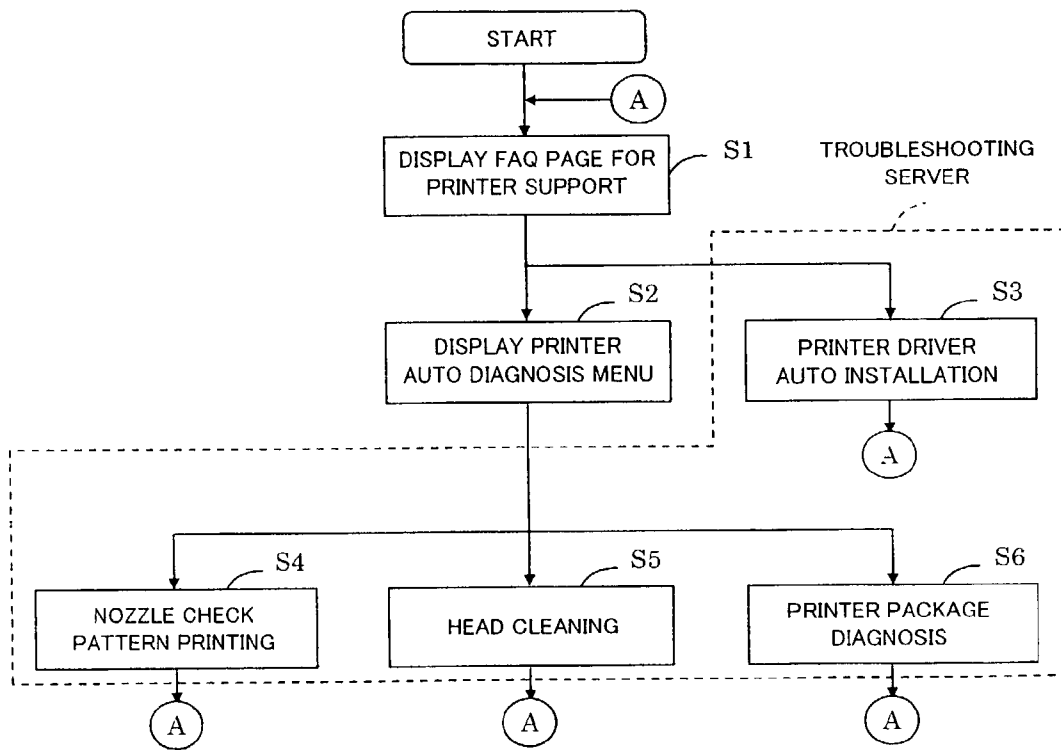 START
A
DISPLAY FAQ PAGE FOR
PRINTER SUPPORT
S1
TROUBLESHOOTING
SERVER
S2
DISPLAY PRINTER
AUTO DIAGNOSIS MENU
S3
PRINTER DRIVER
AUTO INSTALLATION
A
S4
NOZZLE CHECK
PATTERN PRINTING
S5
HEAD CLEANING
S6
PRINTER PACKAGE
DIAGNOSIS
A
A
A